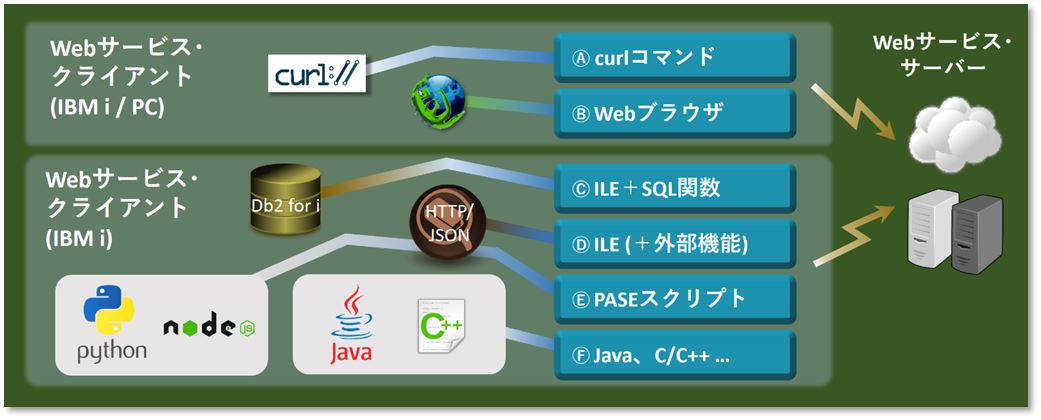 Webサービス・
クライアント
(IBM i / PC)
curl://
Ⓐ curlコマンド
Ⓑ Webブラウザ
Webサービス・
サーバー
Webサービス・
クライアント
(IBM i)
Db2 for i
HTTP/
JSON
Ⓒ ILE＋SQL関数
Ⓓ ILE (＋外部機能)
Ⓔ PASEスクリプト
Ⓕ Java、C/C++ …
python
node
JS
Java
C++